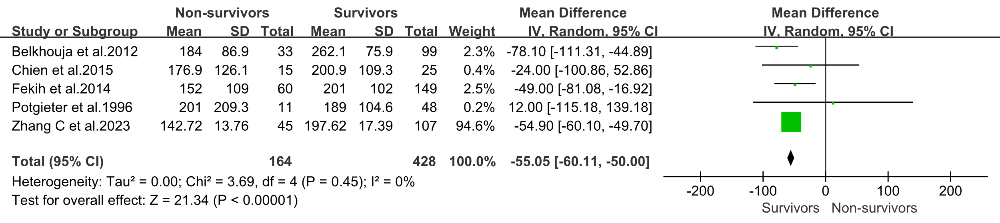 Non-survivors Survivors Mean Difference Mean Difference
Study or Subgroup Mean SD Total Mean SD Total Weight IV, Random, 95% CI IV, Random, 95% CI
Belkhouja et al.2012 184 86.9 33 262.1 75.9 99 2.3% -78.10 [-111.31, -44.89]
Chien et al.2015 176.9 126.1 15 200.9 109.3 25 0.4% -24.00 [-100.86, 52.86]
Fekih et al.2014 152 109 60 201 102 149 2.5% -49.00 [-81.08, -16.92]
Potgieter et al.1996 201 209.3 11 189 104.6 48 0.2% 12.00 [-115.18, 139.18]
Zhang C et al.2023 142.72 13.76 45 197.62 17.39 107 94.6% -54.90 [-60.10, -49.70]
Total (95% CI) 164 428 100.0% -55.05 [-60.11, -50.00]
Heterogeneity: Tau² = 0.00; Chi² = 3.69, df = 4 (P = 0.45); I² = 0%
Test for overall effect: Z = 21.34 (P < 0.00001)
-200 -100 0 100 200
Survivors Non-survivors